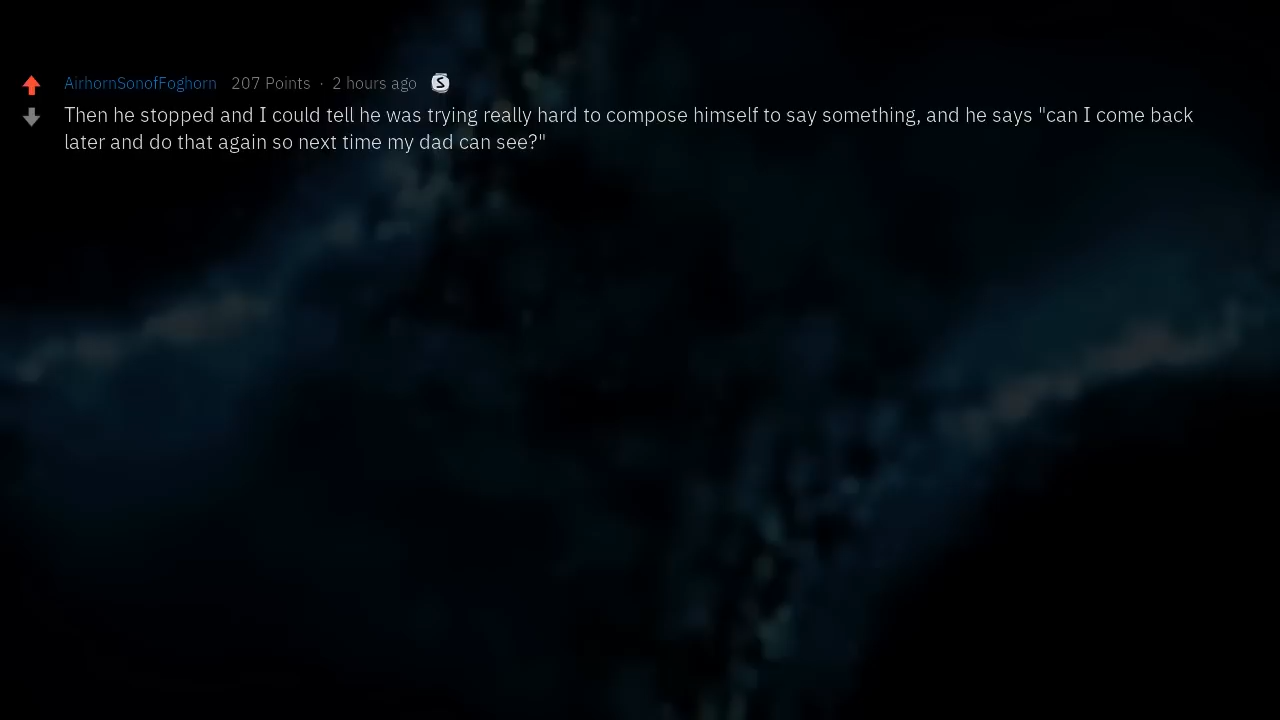 AirhornSonofFoghorn 207 Points · 2 hours ago S
Then he stopped and I could tell he was trying really hard to compose himself to say something, and he says "can I come back
later and do that again so next time my dad can see?"